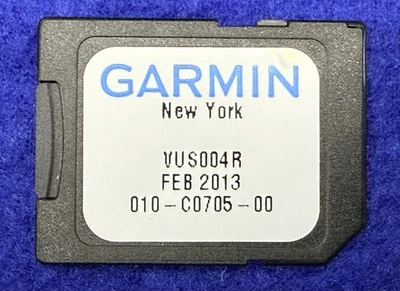 GARMIN
New York
VUS004R
FEB 2013
010-C0705-00